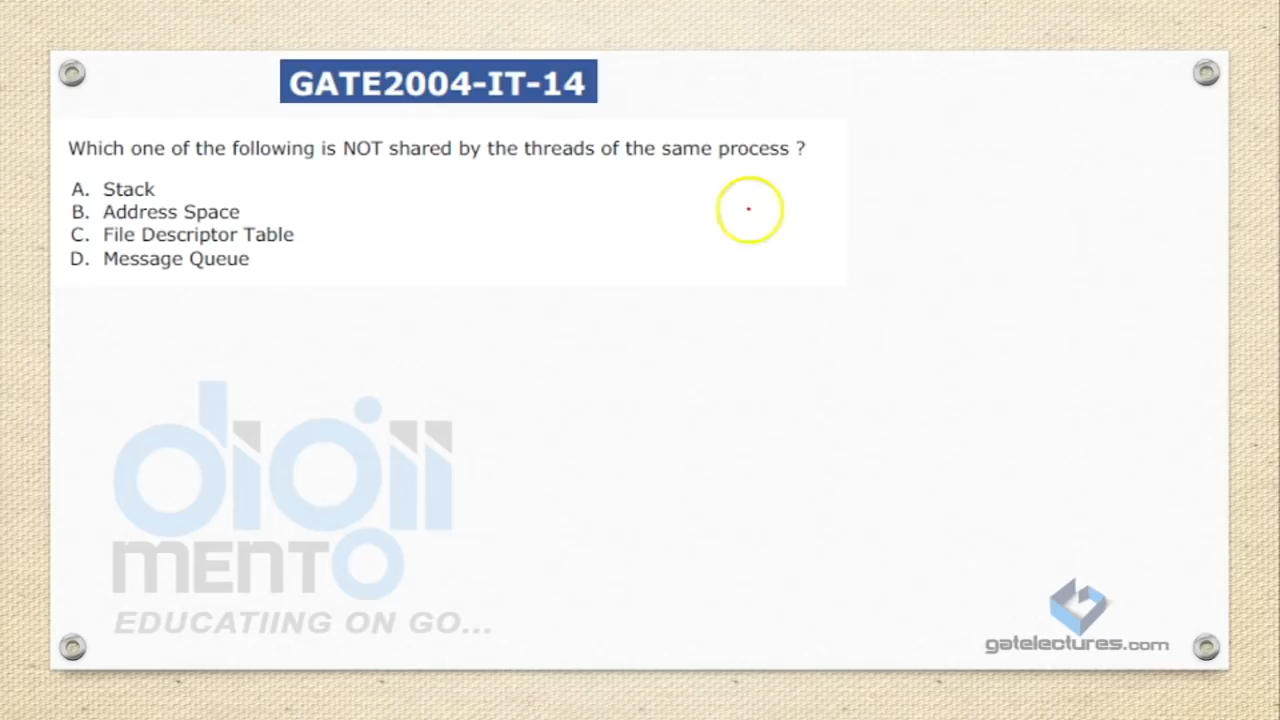 GATE2004-IT-14
Which one of the following is NOT shared by the threads of the same process ?
A. Stack
B. Address Space
C. File Descriptor Table
D. Message Queue
digii
MENTO
EDUCATIING ON GO...
gatelectures.com